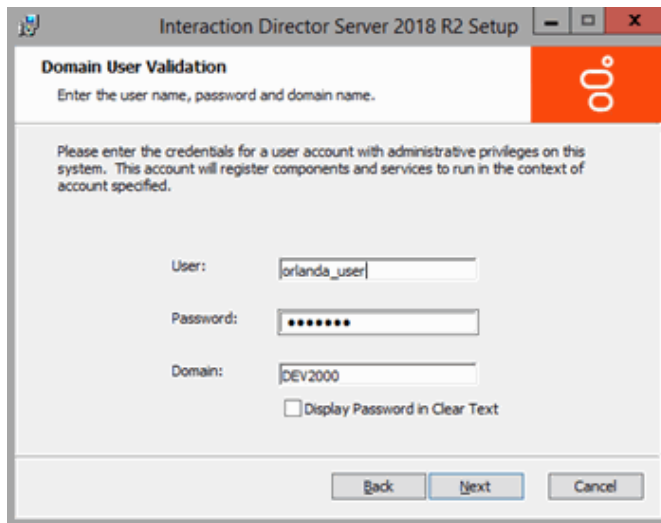 Interaction Director Server 2018 R2 Setup
Domain User Validation
Enter the user name, password and domain name.
Please enter the credentials for a user account with administrative privileges on this
system. This account will register components and services to run in the context of
account specified.
User: orlanda_user
Password: •••••••
Domain: DEV2000
Display Password in Clear Text
Back Next Cancel